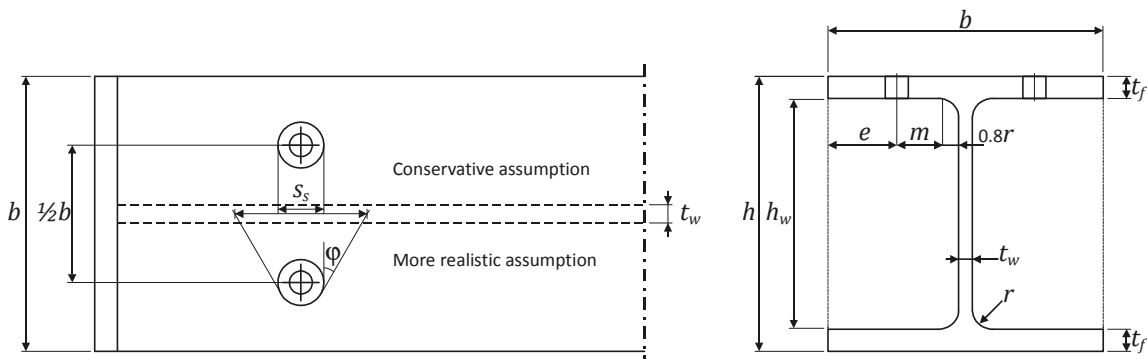 b
½b
s_s
φ
Conservative assumption
More realistic assumption
t_w
b
t_f
e
m
0.8r
h
h_w
t_w
r
t_f